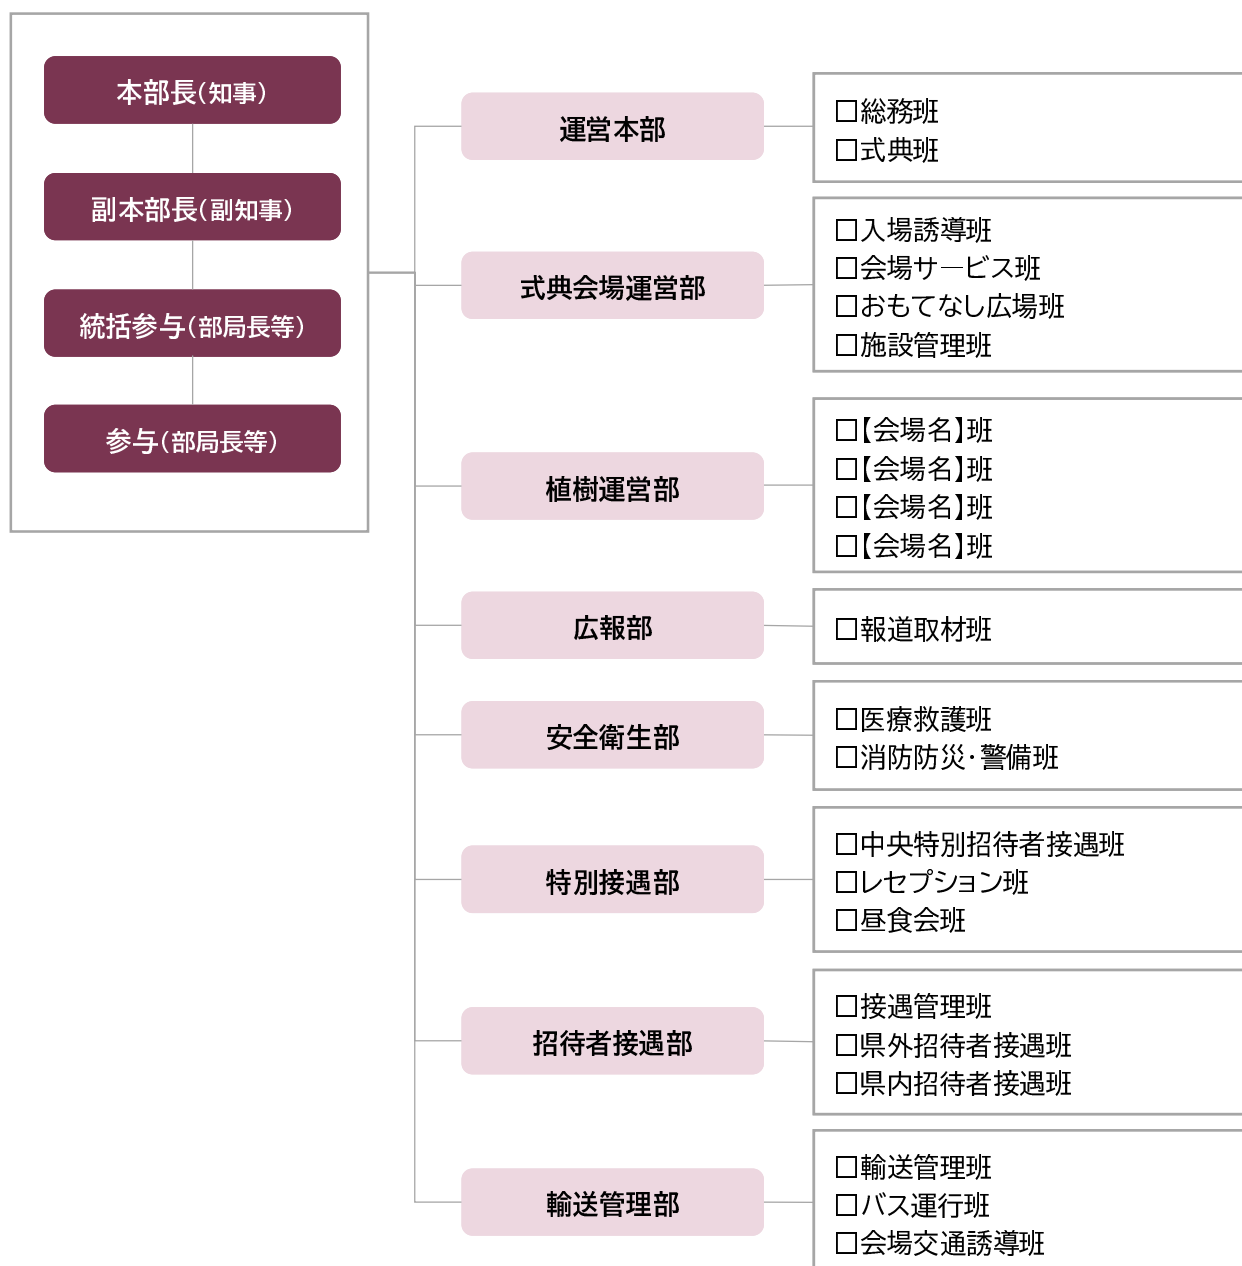 本部長（知事）
副本部長（副知事）
統括参与（部局長等）
参与（部局長等）
運営本部
□総務班
□式典班
式典会場運営部
□入場誘導班
□会場サービス班
□おもてなし広場班
□施設管理班
植樹運営部
□【会場名】班
□【会場名】班
□【会場名】班
□【会場名】班
広報部
□報道取材班
安全衛生部
□医療救護班
□消防防災・警備班
特別接遇部
□中央特別招待者接遇班
□レセプション班
□昼食会班
招待者接遇部
□接遇管理班
□県外招待者接遇班
□県内招待者接遇班
輸送管理部
□輸送管理班
□バス運行班
□会場交通誘導班